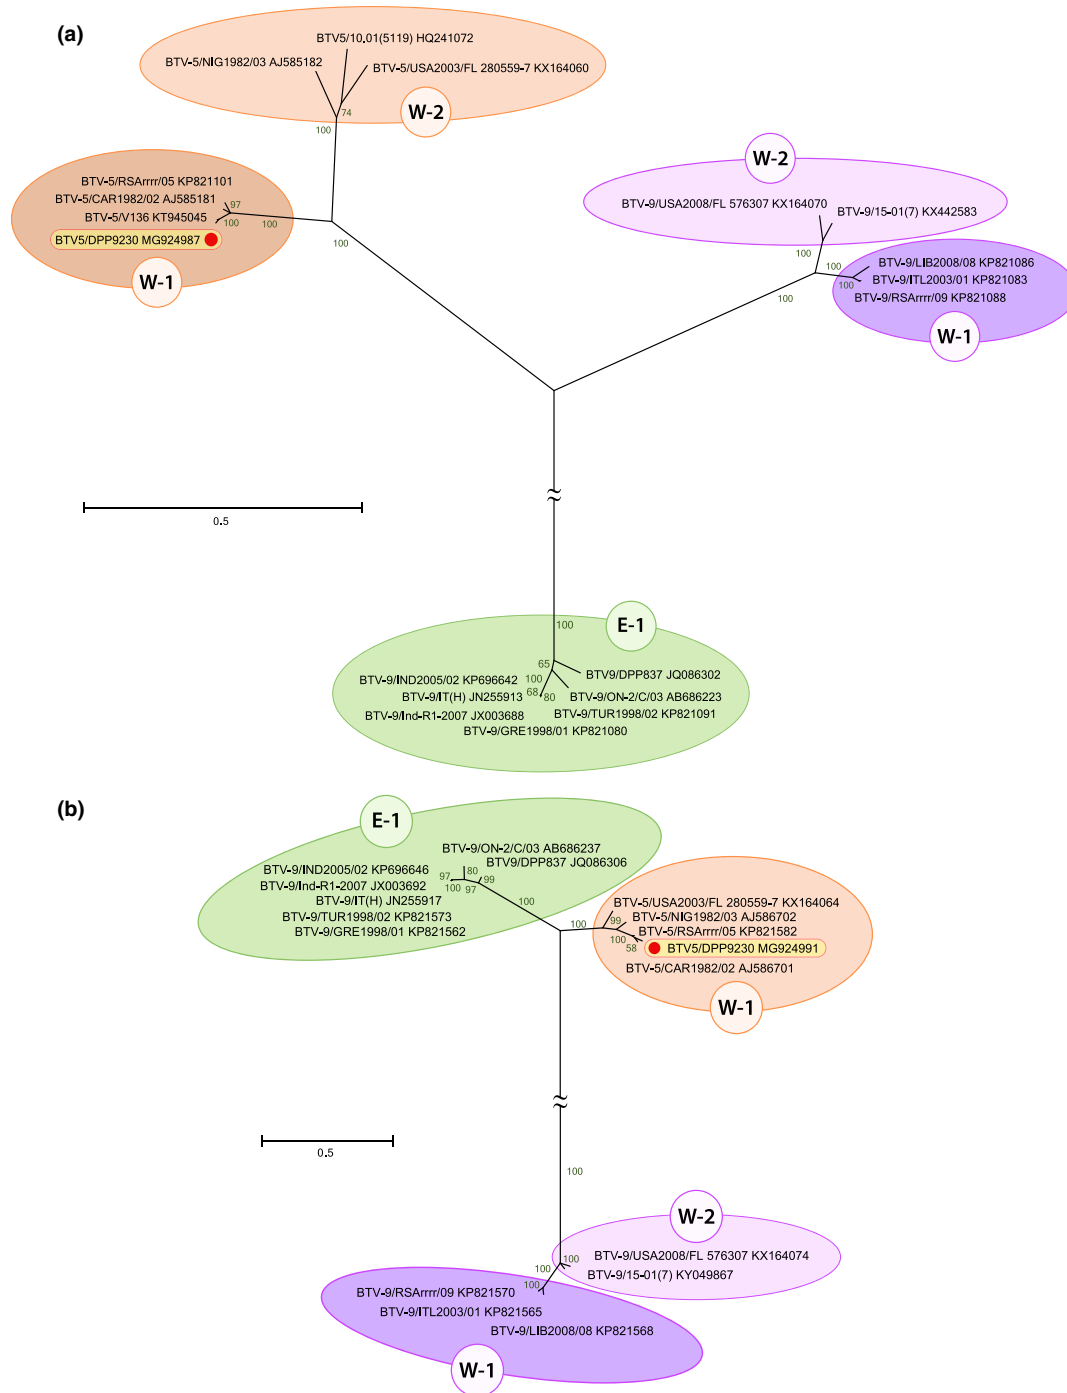 (a)
BTV5/10.01(5119) HQ241072
BTV-5/NIG1982/03 AJ585182
BTV-5/USA2003/FL 280559-7 KX164060
74
W-2
100
W-2
BTV-5/RSArrrr/05 KP821101
BTV-5/CAR1982/02 AJ585181
97
BTV-5/V136 KT945045
100
100
BTV5/DPP9230 MG924987
100
W-1
BTV-9/USA2008/FL 576307 KX164070
BTV-9/15-01(7) KX442583
100
100
BTV-9/LIB2008/08 KP821086
BTV-9/ITL2003/01 KP821083
100
BTV-9/RSArrrr/09 KP821088
100
W-1
0.5
E-1
100
65
BTV9/DPP837 JQ086302
BTV-9/IND2005/02 KP696642
100
BTV-9/IT(H) JN255913
68
80
BTV-9/ON-2/C/03 AB686223
BTV-9/Ind-R1-2007 JX003688
BTV-9/TUR1998/02 KP821091
BTV-9/GRE1998/01 KP821080
(b)
E-1
BTV-9/ON-2/C/03 AB686237
BTV9/DPP837 JQ086306
BTV-9/IND2005/02 KP696646
97
80
99
BTV-9/Ind-R1-2007 JX003692
100
97
BTV-9/IT(H) JN255917
BTV-9/TUR1998/02 KP821573
BTV-9/GRE1998/01 KP821562
100
100
BTV-5/USA2003/FL 280559-7 KX164064
99
BTV-5/NIG1982/03 AJ586702
BTV-5/RSArrrr/05 KP821582
100
58
BTV5/DPP9230 MG924991
BTV-5/CAR1982/02 AJ586701
W-1
0.5
100
W-2
100
BTV-9/USA2008/FL 576307 KX164074
100
BTV-9/15-01(7) KY049867
100
BTV-9/RSArrrr/09 KP821570
BTV-9/ITL2003/01 KP821565
BTV-9/LIB2008/08 KP821568
W-1